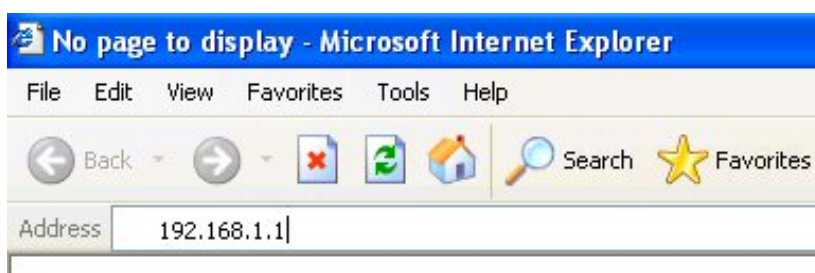 No page to display - Microsoft Internet Explorer
File Edit View Favorites Tools Help
Back Search Favorites
Address 192.168.1.1